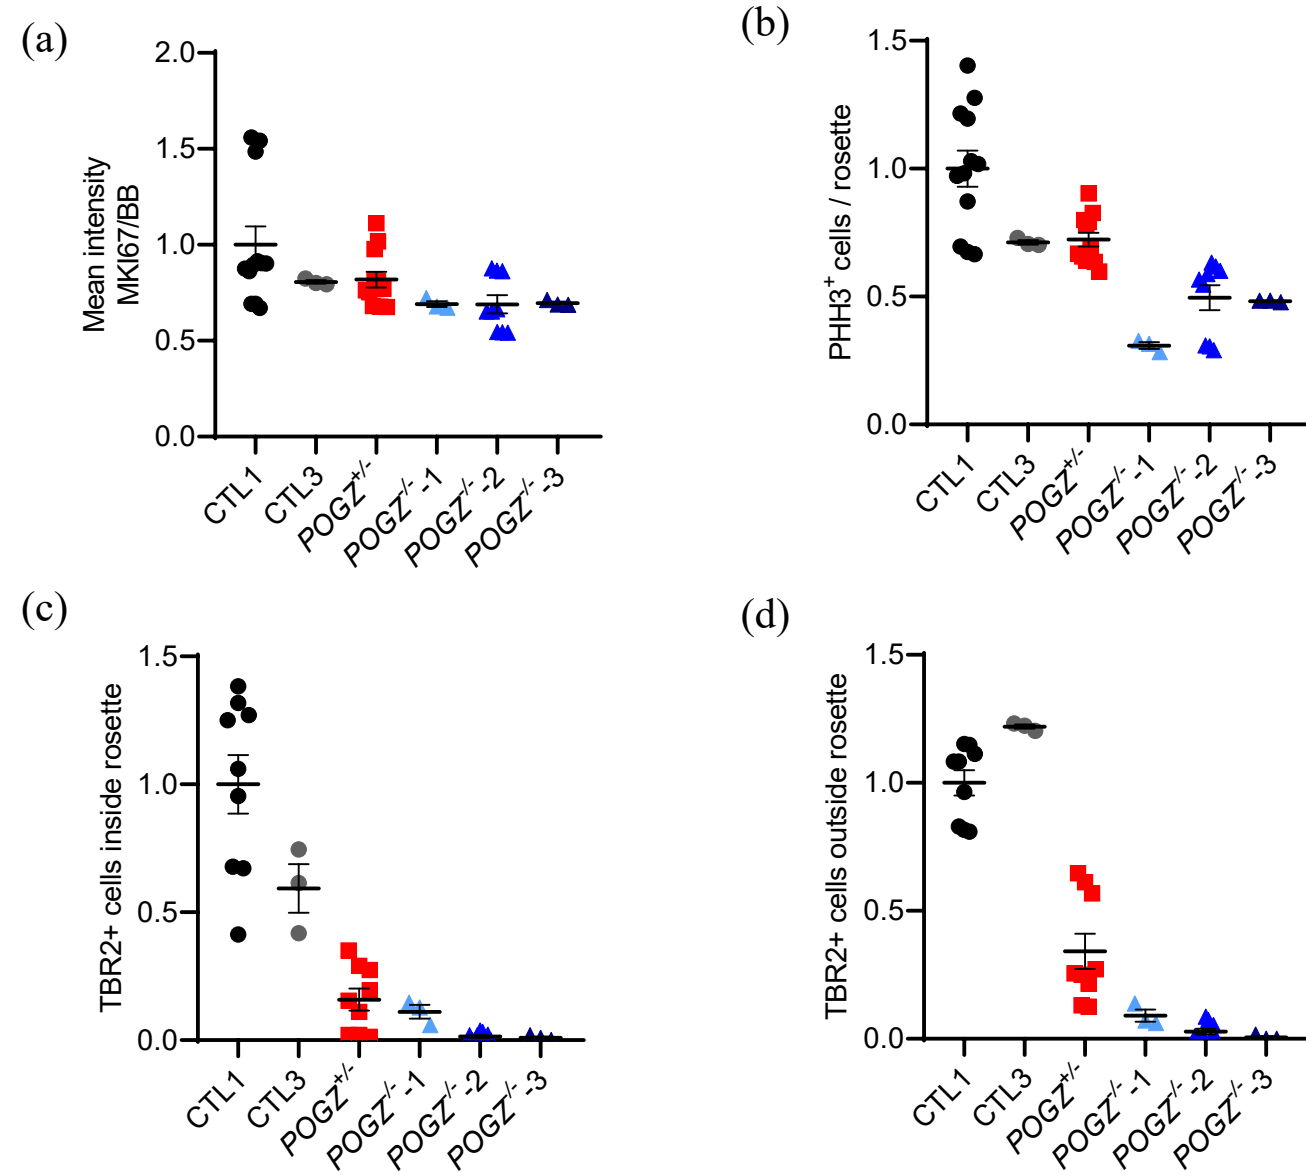 (a)
2.0
1.5
1.0
0.5
0.0
Mean intensity
MKI67/BB
CTL1
CTL3
POGZ+/-
POGZ-/- -1
POGZ-/- -2
POGZ-/- -3
(b)
1.5
1.0
0.5
0.0
PHH3+ cells / rosette
CTL1
CTL3
POGZ+/-
POGZ-/- -1
POGZ-/- -2
POGZ-/- -3
(c)
1.5
1.0
0.5
0.0
TBR2+ cells inside rosette
CTL1
CTL3
POGZ+/-
POGZ-/- -1
POGZ-/- -2
POGZ-/- -3
(d)
1.5
1.0
0.5
0.0
TBR2+ cells outside rosette
CTL1
CTL3
POGZ+/-
POGZ-/- -1
POGZ-/- -2
POGZ-/- -3